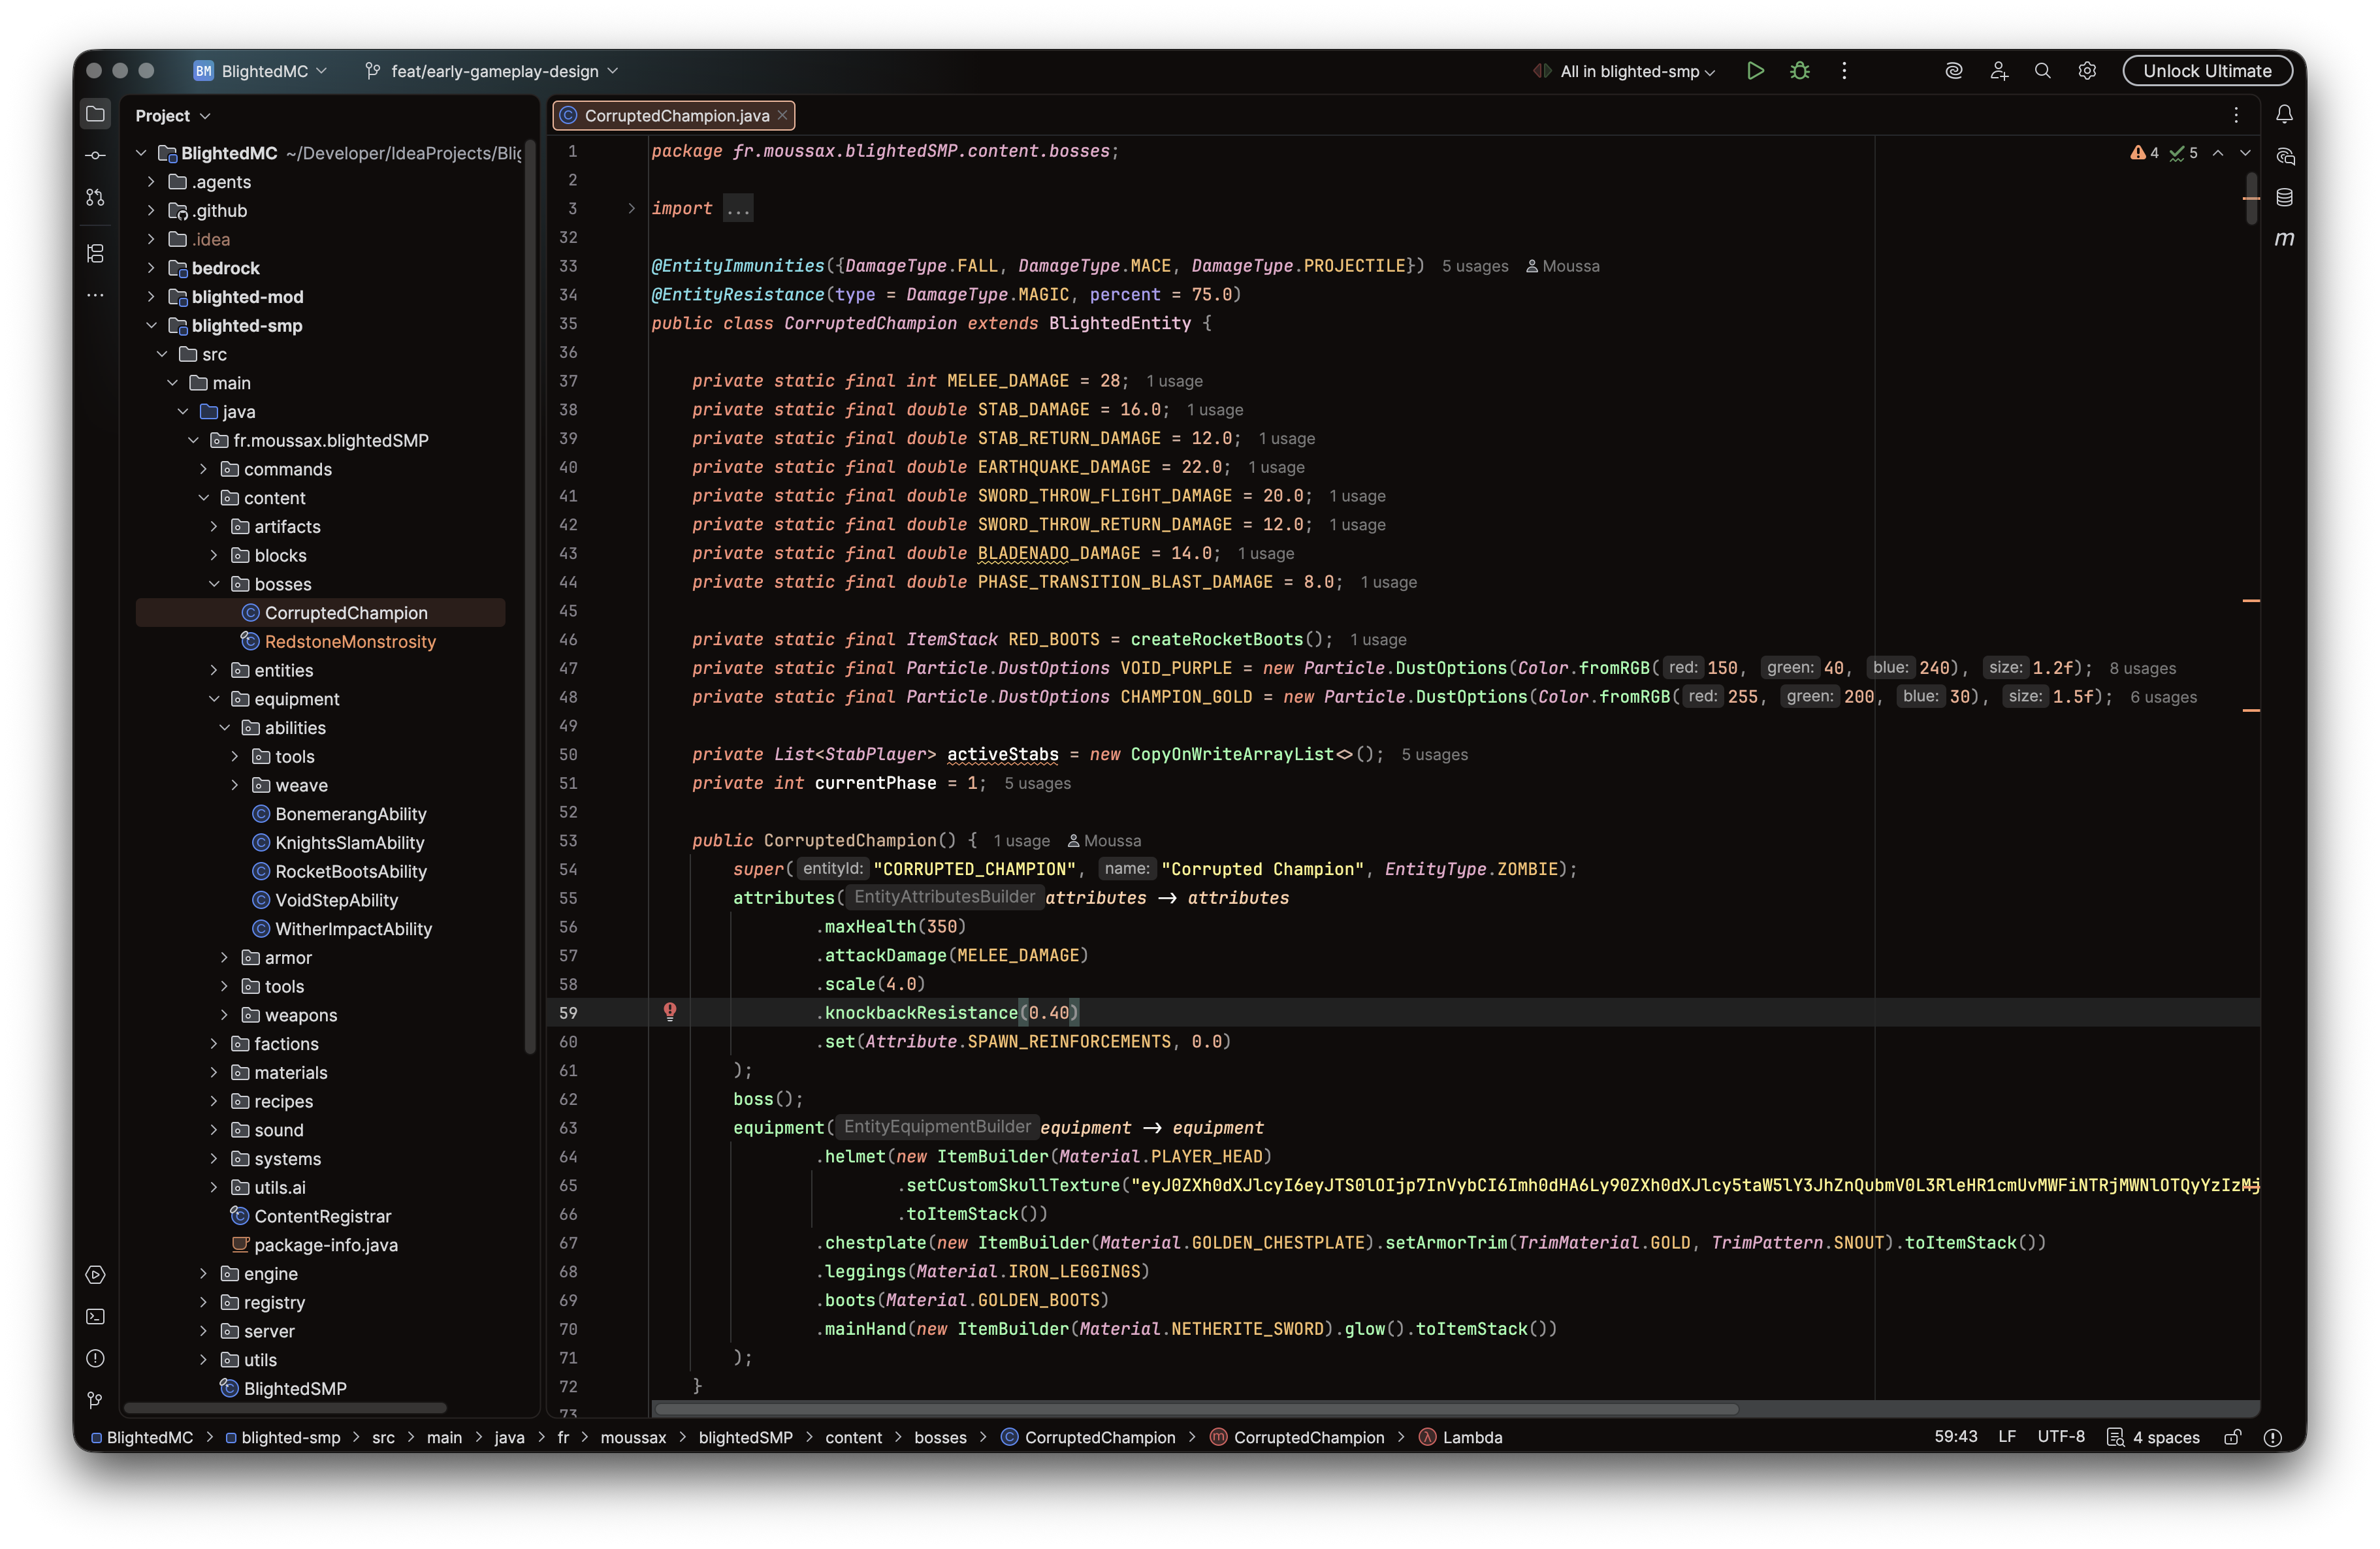 BM BlightedMC feat/early-gameplay-design All in blighted-smp Unlock Ultimate
Project
BlightedMC ~/Developer/IdeaProjects/Blig
.agents
.github
.idea
bedrock
blighted-mod
blighted-smp
src
main
java
fr.moussax.blightedSMP
commands
content
artifacts
blocks
bosses
CorruptedChampion
RedstoneMonstrosity
entities
equipment
abilities
tools
weave
BonemerangAbility
KnightsSlamAbility
RocketBootsAbility
VoidStepAbility
WitherImpactAbility
armor
tools
weapons
factions
materials
recipes
sound
systems
utils.ai
ContentRegistrar
package-info.java
engine
registry
server
utils
BlightedSMP
CorruptedChampion.java
4 5
1 package fr.moussax.blightedSMP.content.bosses;
2
3 import ...
32
33 @EntityImmunities({DamageType.FALL, DamageType.MACE, DamageType.PROJECTILE}) 5 usages Moussa
34 @EntityResistance(type = DamageType.MAGIC, percent = 75.0)
35 public class CorruptedChampion extends BlightedEntity {
36
37 private static final int MELEE_DAMAGE = 28; 1 usage
38 private static final double STAB_DAMAGE = 16.0; 1 usage
39 private static final double STAB_RETURN_DAMAGE = 12.0; 1 usage
40 private static final double EARTHQUAKE_DAMAGE = 22.0; 1 usage
41 private static final double SWORD_THROW_FLIGHT_DAMAGE = 20.0; 1 usage
42 private static final double SWORD_THROW_RETURN_DAMAGE = 12.0; 1 usage
43 private static final double BLADENADO_DAMAGE = 14.0; 1 usage
44 private static final double PHASE_TRANSITION_BLAST_DAMAGE = 8.0; 1 usage
45
46 private static final ItemStack RED_BOOTS = createRocketBoots(); 1 usage
47 private static final Particle.DustOptions VOID_PURPLE = new Particle.DustOptions(Color.fromRGB( red: 150, green: 40, blue: 240), size: 1.2f); 8 usages
48 private static final Particle.DustOptions CHAMPION_GOLD = new Particle.DustOptions(Color.fromRGB( red: 255, green: 200, blue: 30), size: 1.5f); 6 usages
49
50 private List<StabPlayer> activeStabs = new CopyOnWriteArrayList<>(); 5 usages
51 private int currentPhase = 1; 5 usages
52
53 public CorruptedChampion() { 1 usage Moussa
54 super( entityId: "CORRUPTED_CHAMPION", name: "Corrupted Champion", EntityType.ZOMBIE);
55 attributes( EntityAttributesBuilder attributes → attributes
56 .maxHealth(350)
57 .attackDamage(MELEE_DAMAGE)
58 .scale(4.0)
59 .knockbackResistance(0.40)
60 .set(Attribute.SPAWN_REINFORCEMENTS, 0.0)
61 );
62 boss();
63 equipment( EntityEquipmentBuilder equipment → equipment
64 .helmet(new ItemBuilder(Material.PLAYER_HEAD)
65 .setCustomSkullTexture("eyJ0ZXh0dXJlcyI6eyJTS0lOIjp7InVybCI6Imh0dHA6Ly90ZXh0dXJlcy5taW5lY3JhZnQubmV0L3RleHR1cmUvMWFiNTRjMWNlOTQyYzIzMj
66 .toItemStack())
67 .chestplate(new ItemBuilder(Material.GOLDEN_CHESTPLATE).setArmorTrim(TrimMaterial.GOLD, TrimPattern.SNOUT).toItemStack())
68 .leggings(Material.IRON_LEGGINGS)
69 .boots(Material.GOLDEN_BOOTS)
70 .mainHand(new ItemBuilder(Material.NETHERITE_SWORD).glow().toItemStack())
71 );
72 }
73
BlightedMC > blighted-smp > src > main > java > fr > moussax > blightedSMP > content > bosses > CorruptedChampion > CorruptedChampion > Lambda 59:43 LF UTF-8 4 spaces